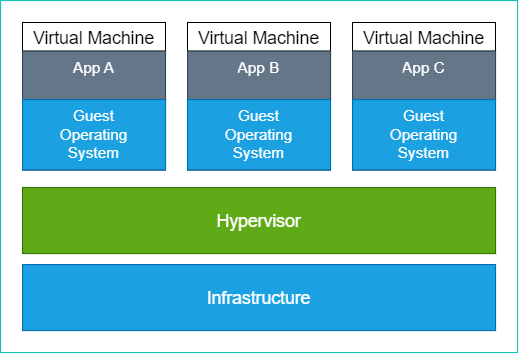 Virtual Machine
App A
Guest
Operating
System
Virtual Machine
App B
Guest
Operating
System
Virtual Machine
App C
Guest
Operating
System
Hypervisor
Infrastructure